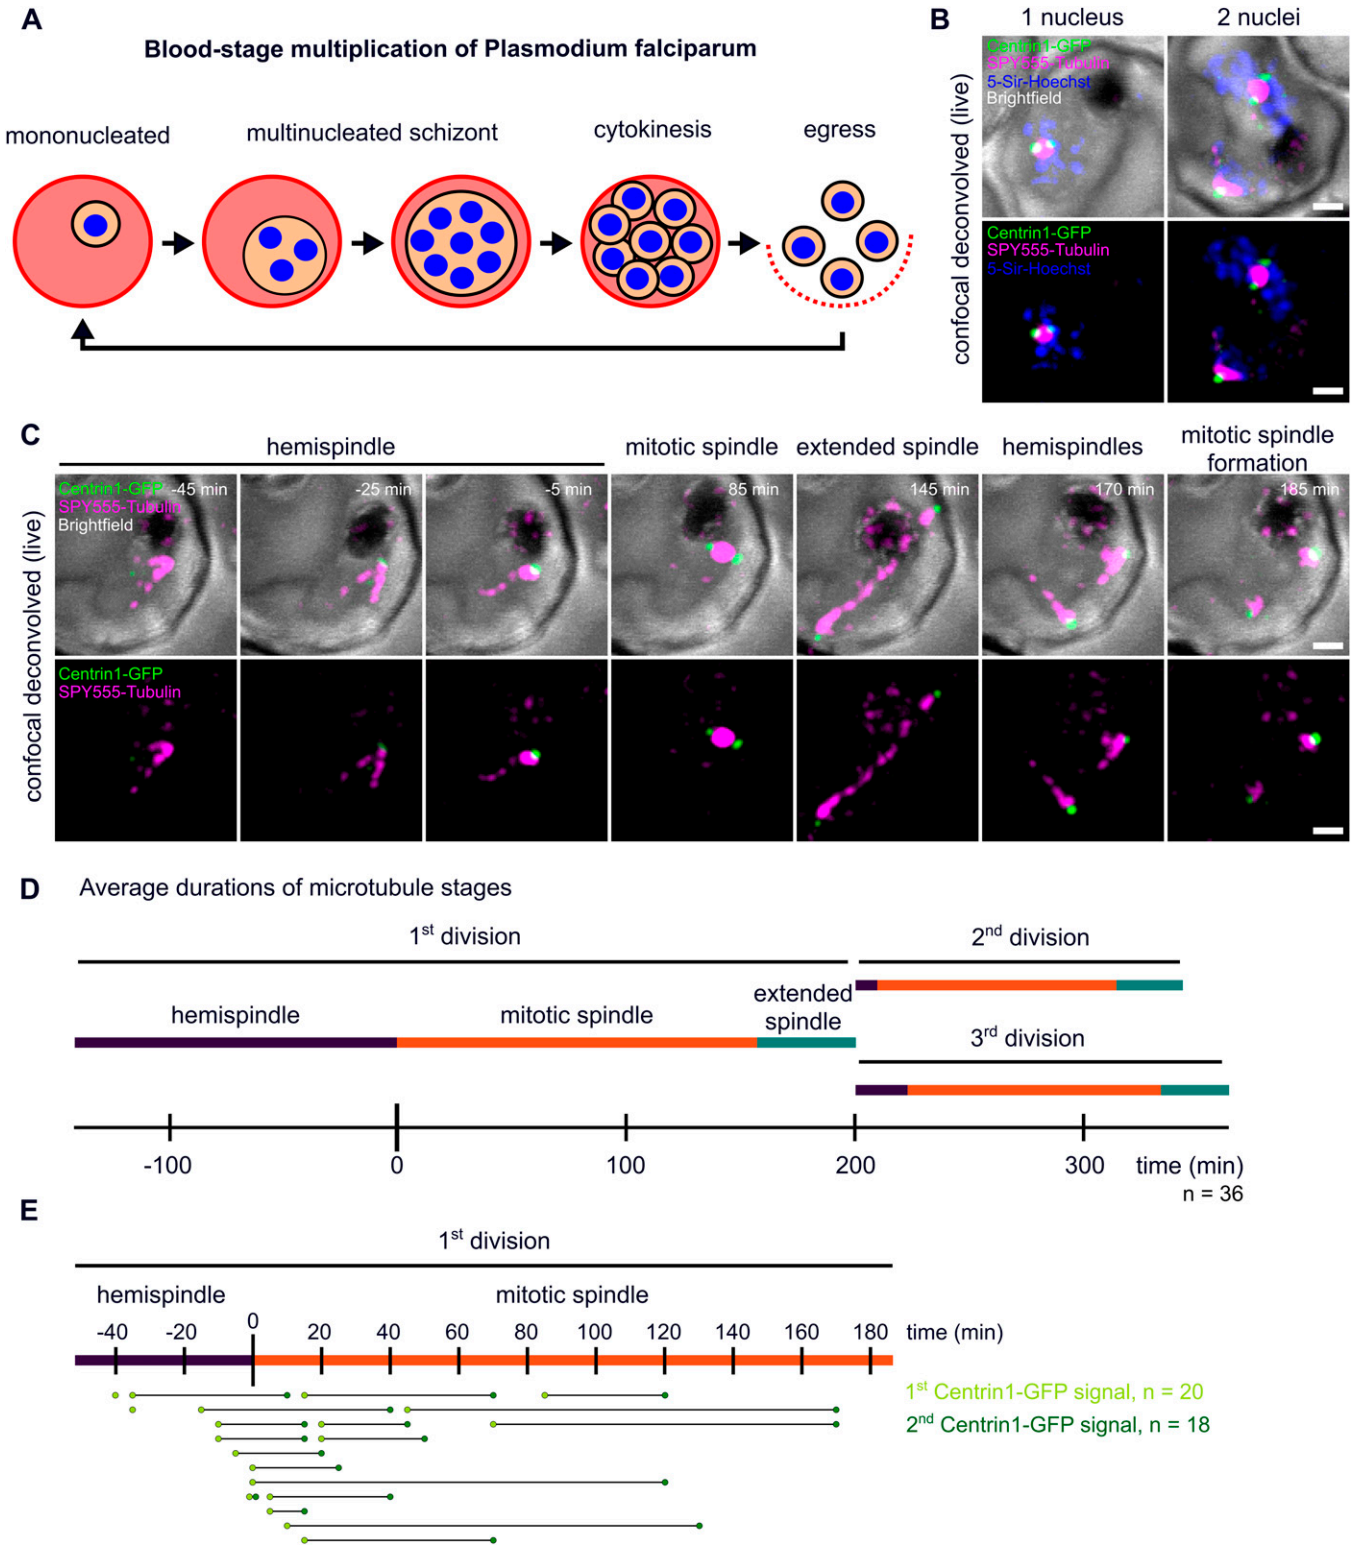 A
Blood-stage multiplication of Plasmodium falciparum
mononucleated
multinucleated schizont
cytokinesis
egress
B
1 nucleus
2 nuclei
confocal deconvolved (live)
Centrin1-GFP
SPY555-Tubulin
5-Sir-Hoechst
Brightfield
Centrin1-GFP
SPY555-Tubulin
5-Sir-Hoechst
C
hemispindle
mitotic spindle
extended spindle
hemispindles
mitotic spindle
formation
confocal deconvolved (live)
Centrin1-GFP
SPY555-Tubulin
Brightfield
-45 min
-25 min
-5 min
85 min
145 min
170 min
185 min
Centrin1-GFP
SPY555-Tubulin
D
Average durations of microtubule stages
1st division
2nd division
hemispindle
mitotic spindle
extended
spindle
3rd division
-100
0
100
200
300
time (min)
n = 36
E
1st division
hemispindle
mitotic spindle
-40
-20
0
20
40
60
80
100
120
140
160
180
time (min)
1st Centrin1-GFP signal, n = 20
2nd Centrin1-GFP signal, n = 18